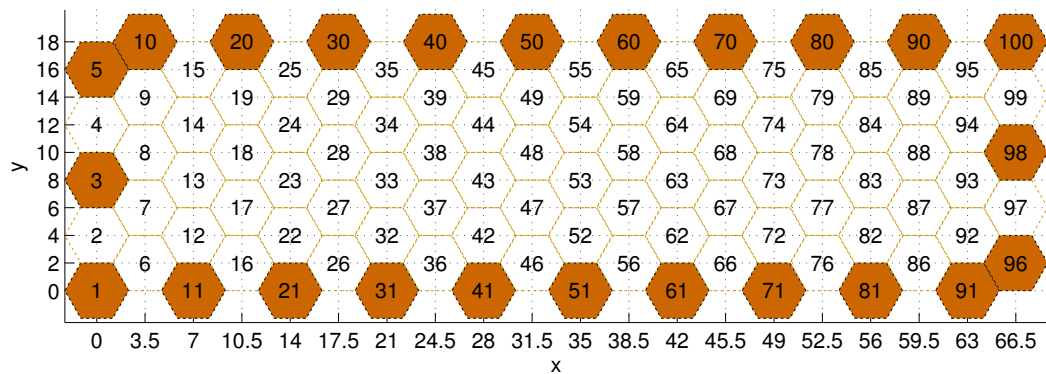 18 10 20 30 40 50 60 70 80 90 100
16 5 15 25 35 45 55 65 75 85 95
14 9 19 29 39 49 59 69 79 89 99
12 4 14 24 34 44 54 64 74 84 94
10 8 18 28 38 48 58 68 78 88 98
y
8 3 13 23 33 43 53 63 73 83 93
6 7 17 27 37 47 57 67 77 87 97
4 2 12 22 32 42 52 62 72 82 92
2 6 16 26 36 46 56 66 76 86 96
0 1 11 21 31 41 51 61 71 81 91
0 3.5 7 10.5 14 17.5 21 24.5 28 31.5 35 38.5 42 45.5 49 52.5 56 59.5 63 66.5
x